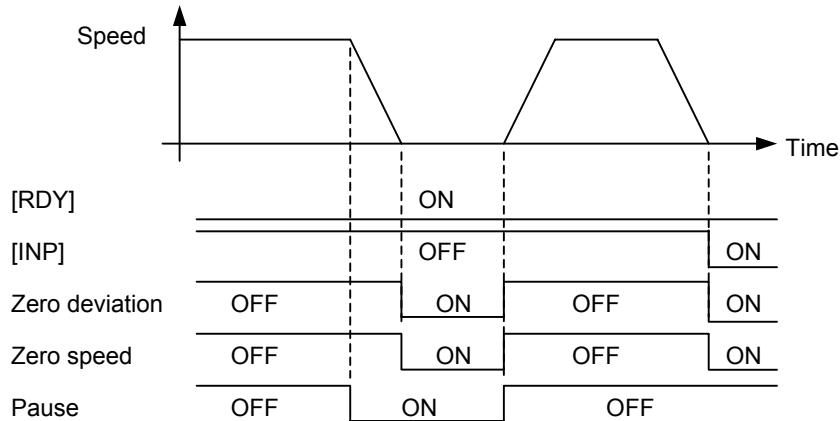 Speed
Time
[RDY] ON
[INP] OFF ON
Zero deviation OFF ON OFF ON
Zero speed OFF ON OFF ON
Pause OFF ON OFF